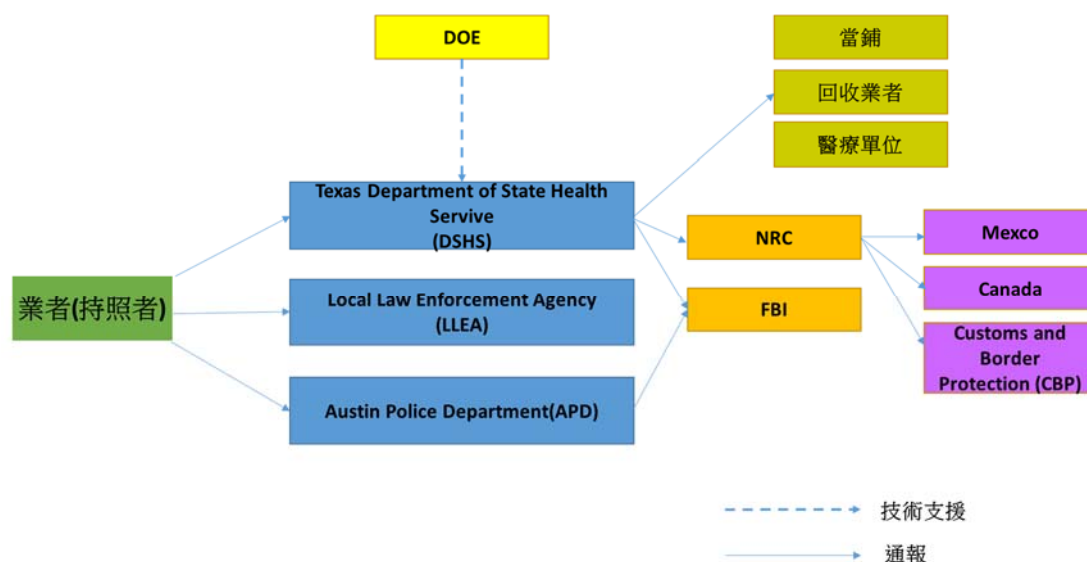 DOE
當鋪
回收業者
醫療單位
Texas Department of State Health
Servive
(DSHS)
NRC
Mexco
業者(持照者)
Local Law Enforcement Agency
(LLEA)
FBI
Canada
Customs and
Border
Protection (CBP)
Austin Police Department(APD)
技術支援
通報